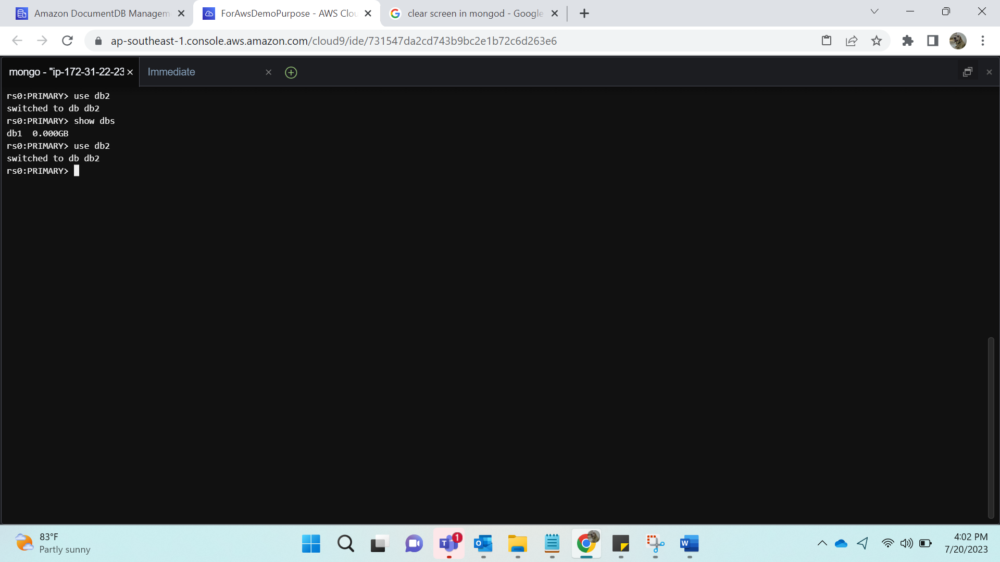 Amazon DocumentDB Managem
ForAwsDemoPurpose - AWS Clou
clear screen in mongod - Google
ap-southeast-1.console.aws.amazon.com/cloud9/ide/731547da2cd743b9bc2e1b72c6d263e6
mongo - "ip-172-31-22-23
Immediate
rs0:PRIMARY> use db2
switched to db db2
rs0:PRIMARY> show dbs
db1  0.000GB
rs0:PRIMARY> use db2
switched to db db2
rs0:PRIMARY>
83°F
Partly sunny
1
4:02 PM
7/20/2023